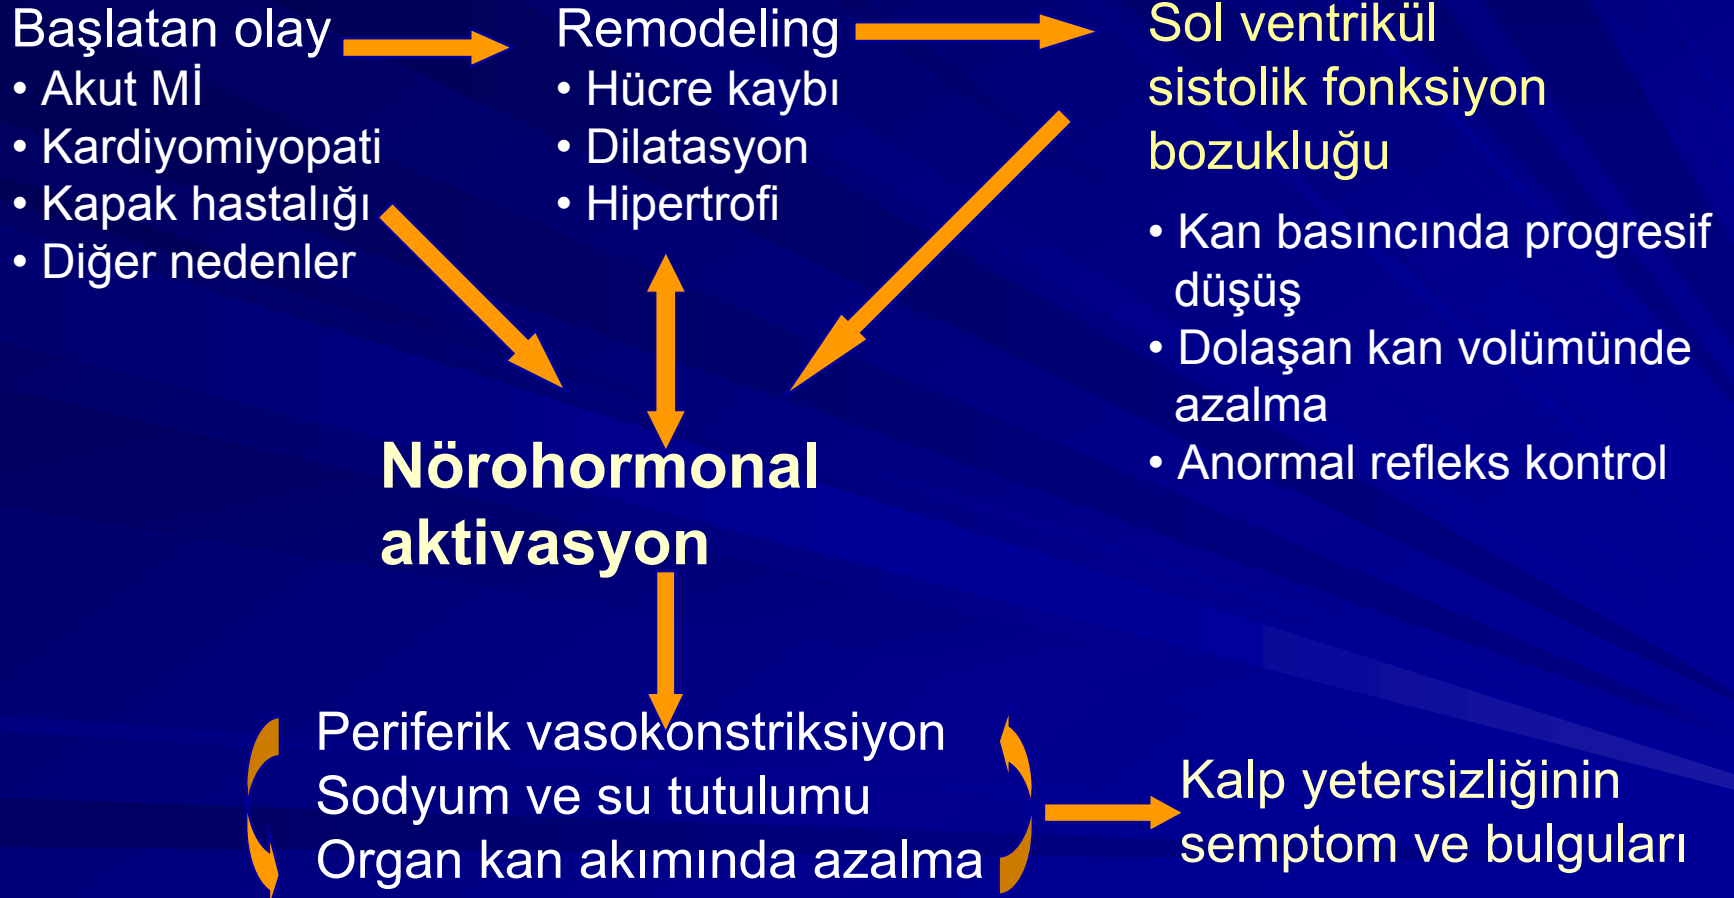 Başlatan olay
• Akut Mİ
• Kardiyomiyopati
• Kapak hastalığı
• Diğer nedenler
Remodeling
• Hücre kaybı
• Dilatasyon
• Hipertrofi
Sol ventrikül
sistolik fonksiyon
bozukluğu
• Kan basıncında progresif
düşüş
• Dolaşan kan volümünde
azalma
• Anormal refleks kontrol
Nörohormonal
aktivasyon
Periferik vasokonstriksiyon
Sodyum ve su tutulumu
Organ kan akımında azalma
Kalp yetersizliğinin
semptom ve bulguları